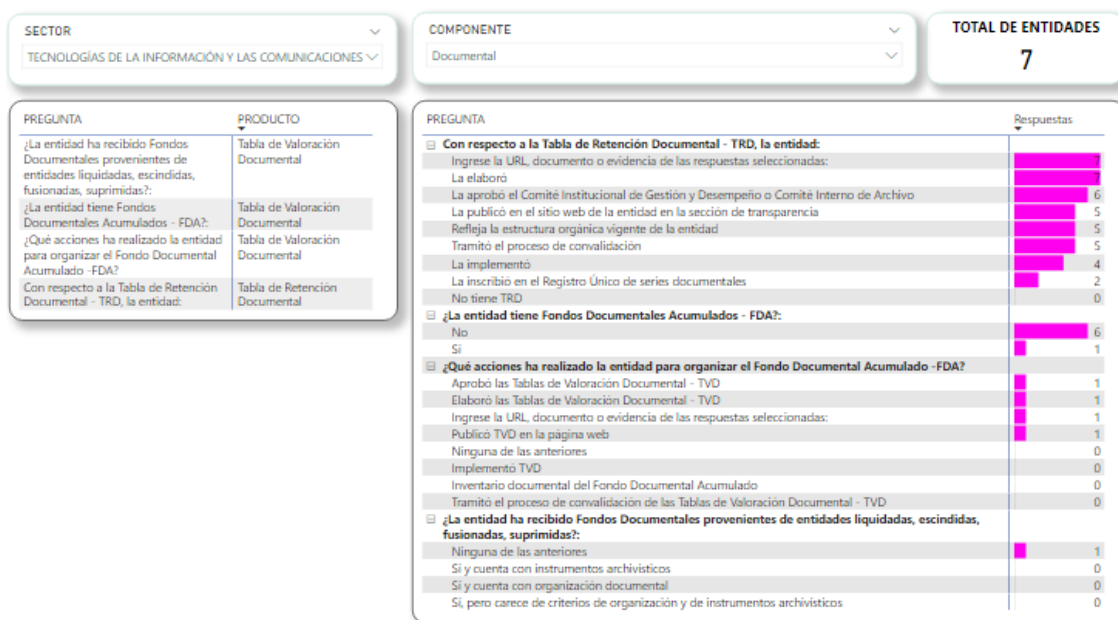 SECTOR
TECNOLOGÍAS DE LA INFORMACIÓN Y LAS COMUNICACIONES
COMPONENTE
Documental
TOTAL DE ENTIDADES
7
PREGUNTA PRODUCTO
¿La entidad ha recibido Fondos Tabla de Valoración
Documentales provenientes de Documental
entidades liquidadas, escindidas,
fusionadas, suprimidas?:
¿La entidad tiene Fondos Tabla de Valoración
Documentales Acumulados - FDA?: Documental
¿Qué acciones ha realizado la entidad Tabla de Valoración
para organizar el Fondo Documental Documental
Acumulado -FDA?
Con respecto a la Tabla de Retención Tabla de Retención
Documental - TRD, la entidad: Documental
PREGUNTA Respuestas
Con respecto a la Tabla de Retención Documental - TRD, la entidad:
Ingrese la URL, documento o evidencia de las respuestas seleccionadas: 7
La elaboró 7
La aprobó el Comité Institucional de Gestión y Desempeño o Comité Interno de Archivo 6
La publicó en el sitio web de la entidad en la sección de transparencia 5
Refleja la estructura orgánica vigente de la entidad 5
Tramitó el proceso de convalidación 5
La implementó 4
La inscribió en el Registro Único de series documentales 2
No tiene TRD 0
¿La entidad tiene Fondos Documentales Acumulados - FDA?:
No 6
Sí 1
¿Qué acciones ha realizado la entidad para organizar el Fondo Documental Acumulado -FDA?
Aprobó las Tablas de Valoración Documental - TVD 1
Elaboró las Tablas de Valoración Documental - TVD 1
Ingrese la URL, documento o evidencia de las respuestas seleccionadas: 1
Publicó TVD en la página web 1
Ninguna de las anteriores 0
Implementó TVD 0
Inventario documental del Fondo Documental Acumulado 0
Tramitó el proceso de convalidación de las Tablas de Valoración Documental - TVD 0
¿La entidad ha recibido Fondos Documentales provenientes de entidades liquidadas, escindidas,
fusionadas, suprimidas?:
Ninguna de las anteriores 1
Sí y cuenta con instrumentos archivísticos 0
Sí y cuenta con organización documental 0
Sí, pero carece de criterios de organización y de instrumentos archivísticos 0